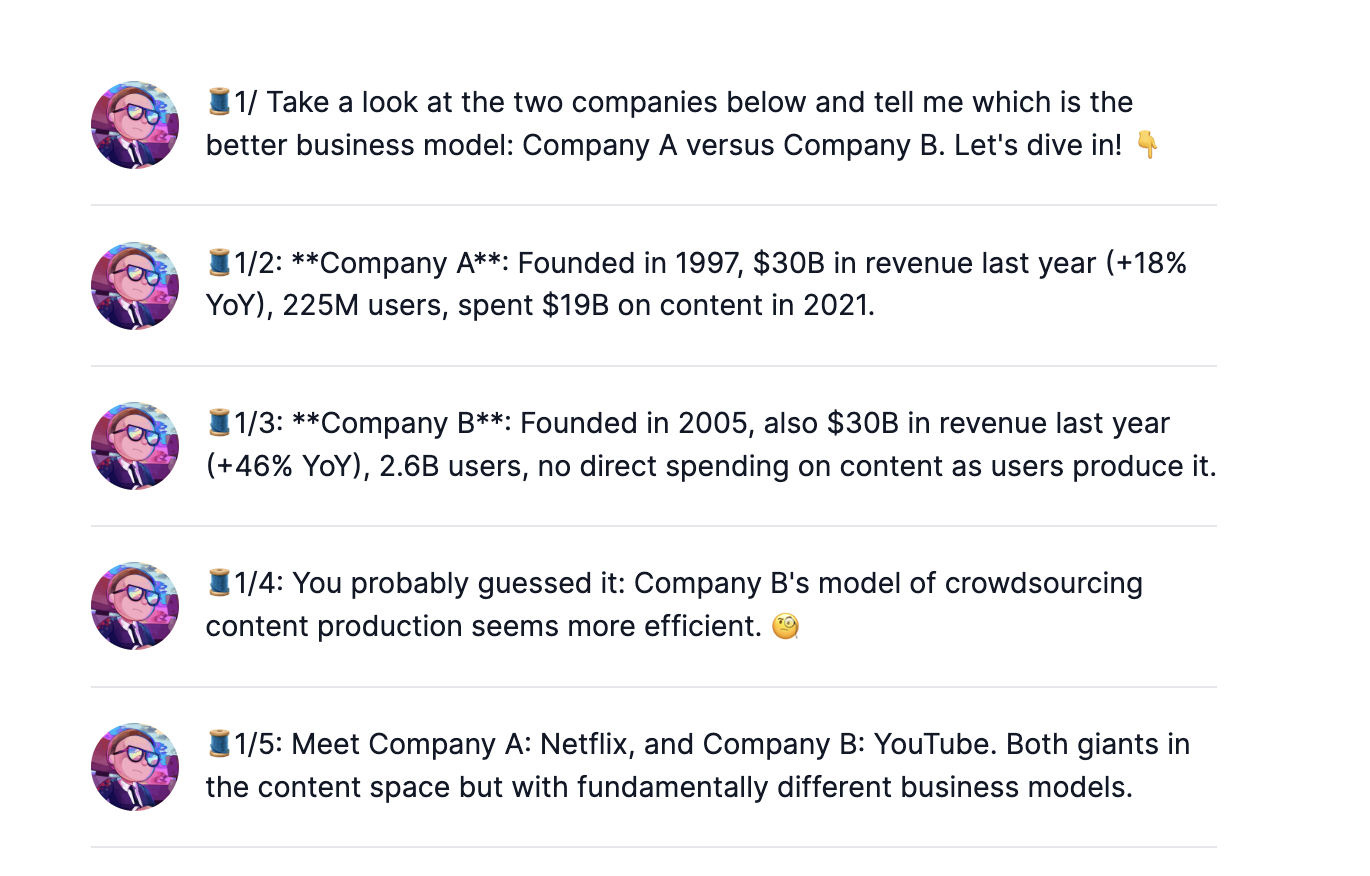 🧵1/ Take a look at the two companies below and tell me which is the
better business model: Company A versus Company B. Let's dive in! 👇
🧵1/2: **Company A**: Founded in 1997, $30B in revenue last year (+18%
YoY), 225M users, spent $19B on content in 2021.
🧵1/3: **Company B**: Founded in 2005, also $30B in revenue last year
(+46% YoY), 2.6B users, no direct spending on content as users produce it.
🧵1/4: You probably guessed it: Company B's model of crowdsourcing
content production seems more efficient. 🧐
🧵1/5: Meet Company A: Netflix, and Company B: YouTube. Both giants in
the content space but with fundamentally different business models.